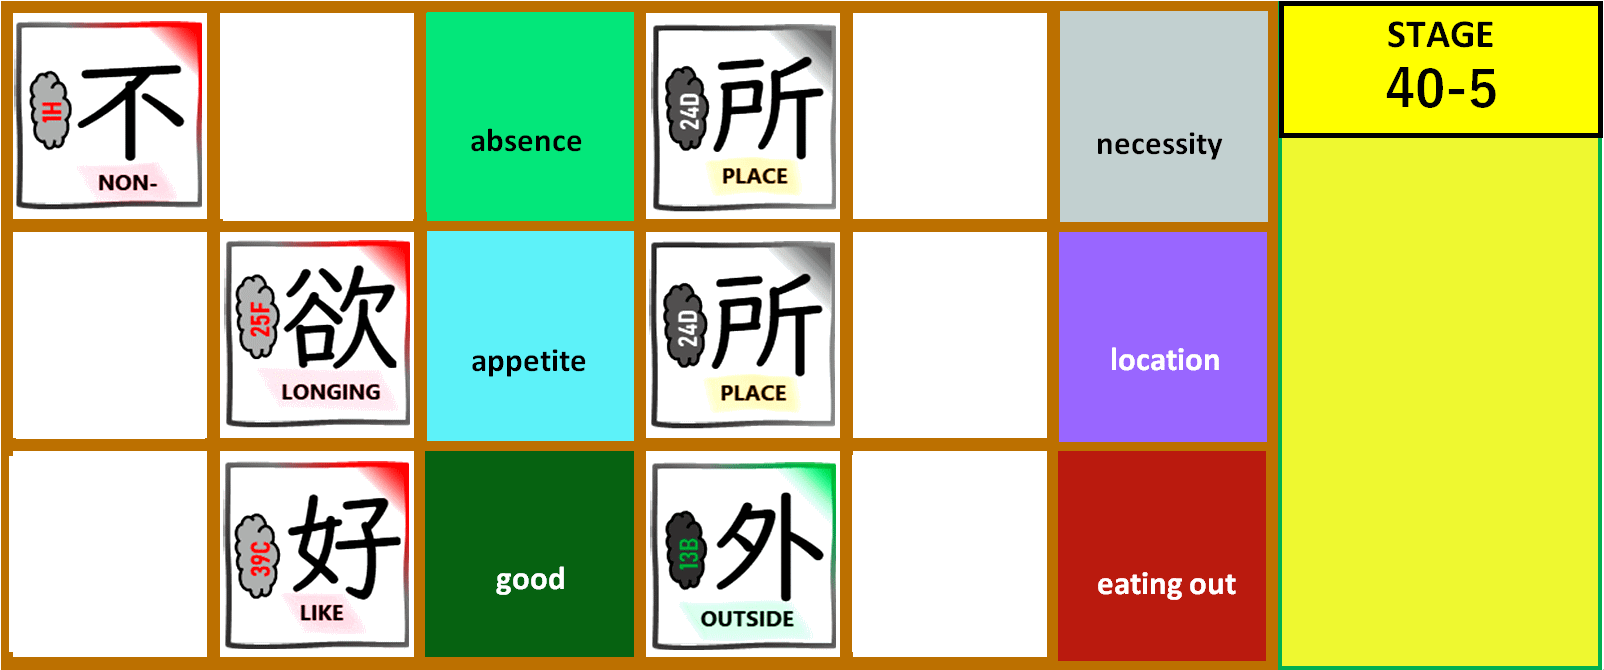 1H
不
NON-
absence
24D
所
PLACE
necessity
STAGE
40-5
25F
欲
LONGING
appetite
24D
所
PLACE
location
39C
好
LIKE
good
13B
外
OUTSIDE
eating out